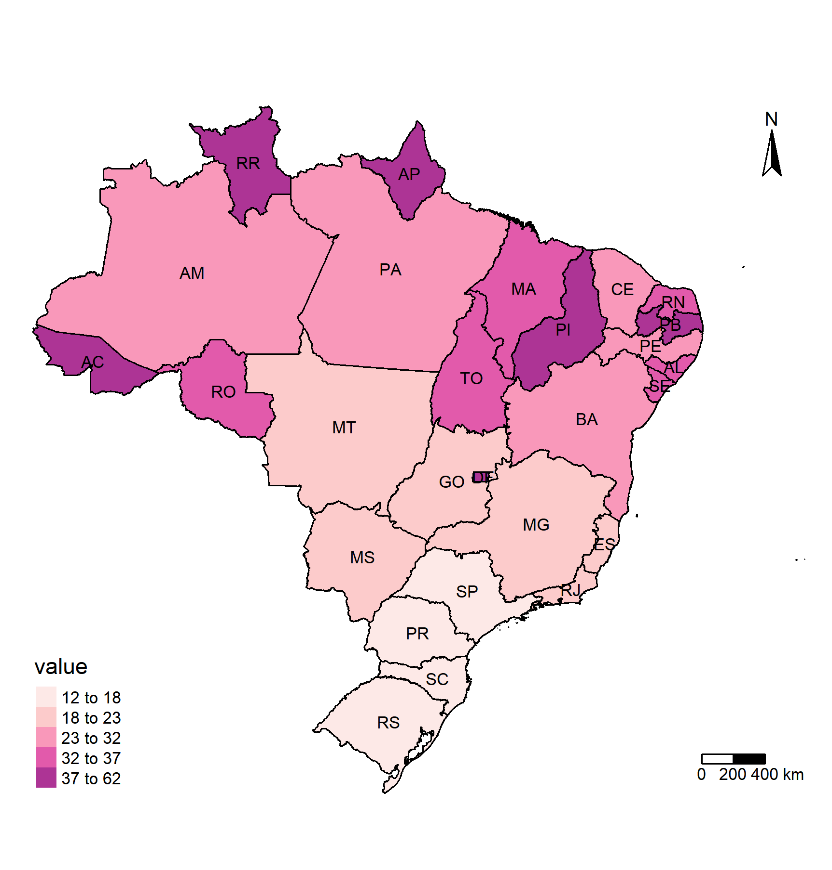 N
RR
AP
AM
PA
MA
CE
RN
PI
PB
PE
AC
TO
AL
RO
SE
BA
MT
GO
DF
MG
ES
MS
SP
RJ
PR
SC
RS
value
12 to 18
18 to 23
23 to 32
32 to 37
37 to 62
0 200 400 km